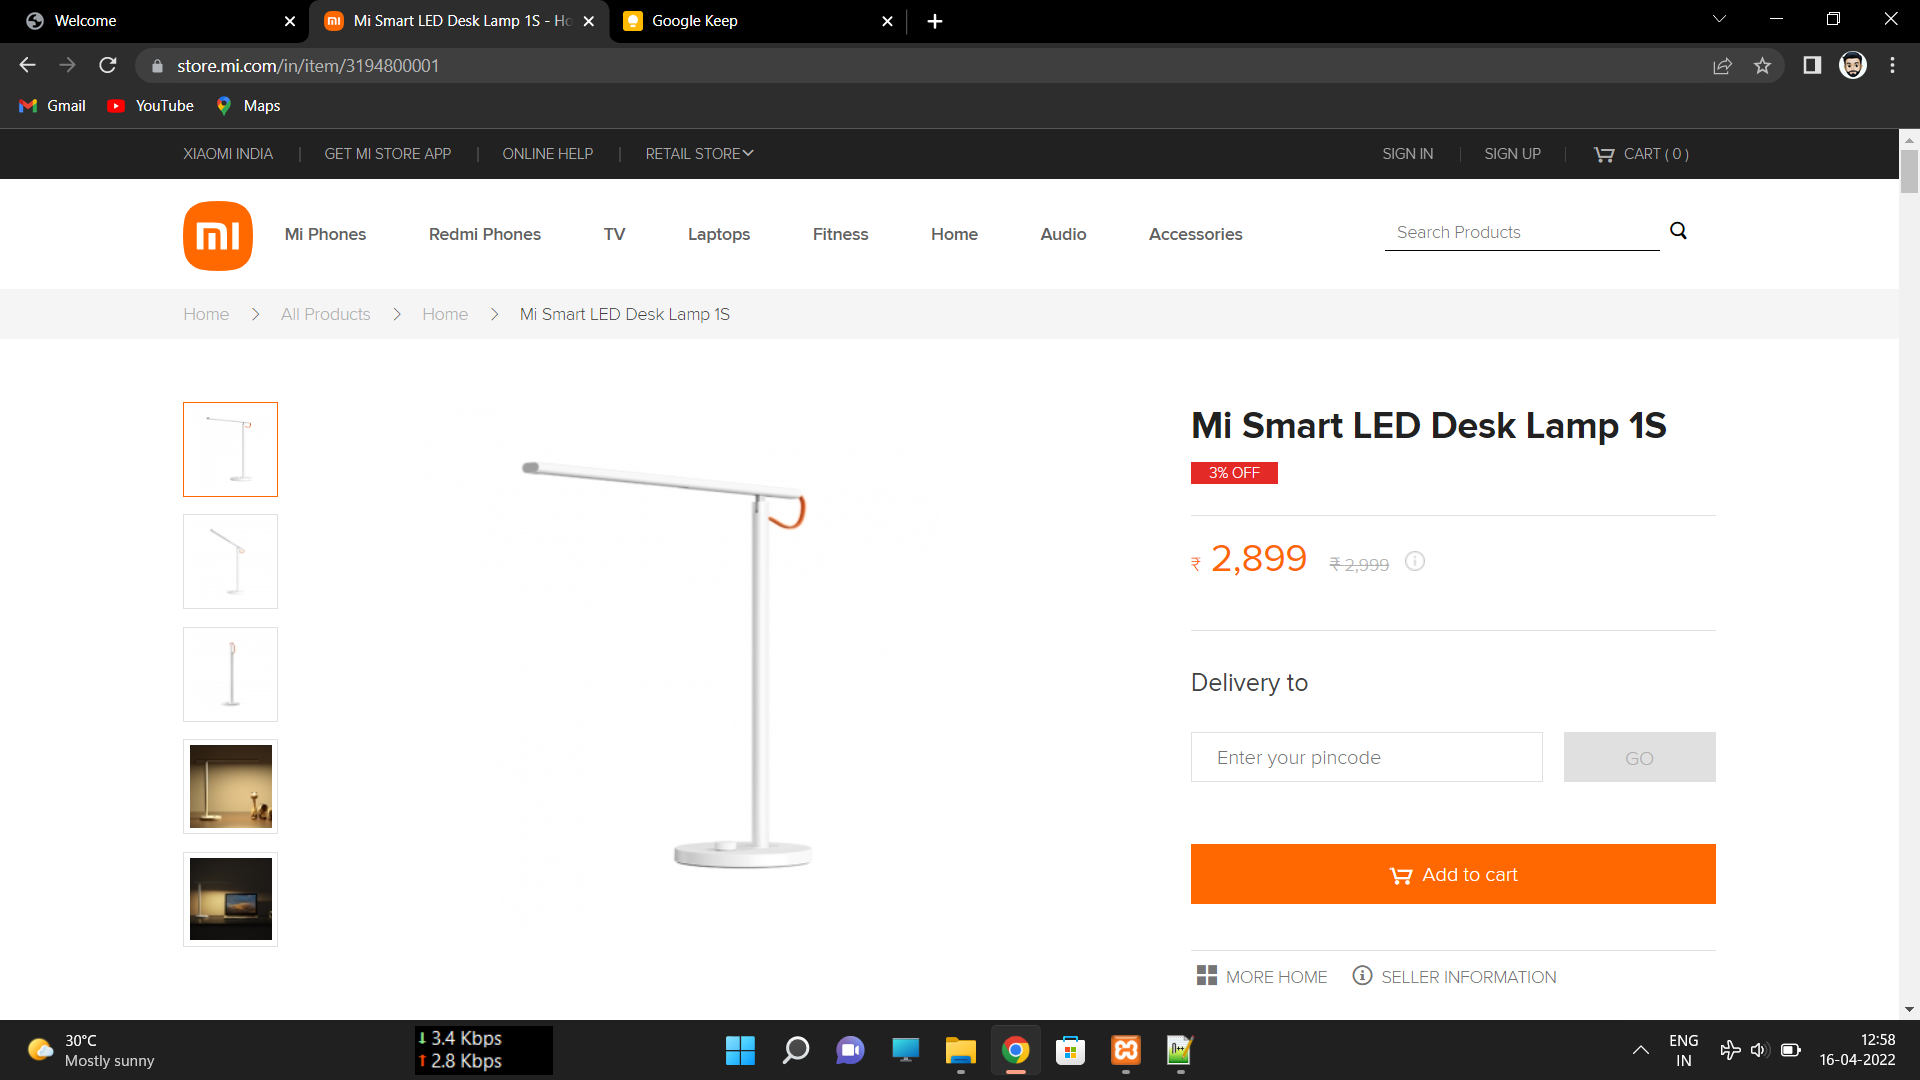 Welcome
Mi Smart LED Desk Lamp 1S - Ho
Google Keep
store.mi.com/in/item/3194800001
Gmail
YouTube
Maps
XIAOMI INDIA | GET MI STORE APP | ONLINE HELP | RETAIL STORE
SIGN IN | SIGN UP | CART ( 0 )
mi
Mi Phones
Redmi Phones
TV
Laptops
Fitness
Home
Audio
Accessories
Search Products
Home > All Products > Home > Mi Smart LED Desk Lamp 1S
Mi Smart LED Desk Lamp 1S
3% OFF
₹ 2,899 ₹ 2,999
Delivery to
Enter your pincode
GO
Add to cart
MORE HOME
SELLER INFORMATION
30°C
Mostly sunny
3.4 Kbps
2.8 Kbps
ENG
IN
12:58
16-04-2022